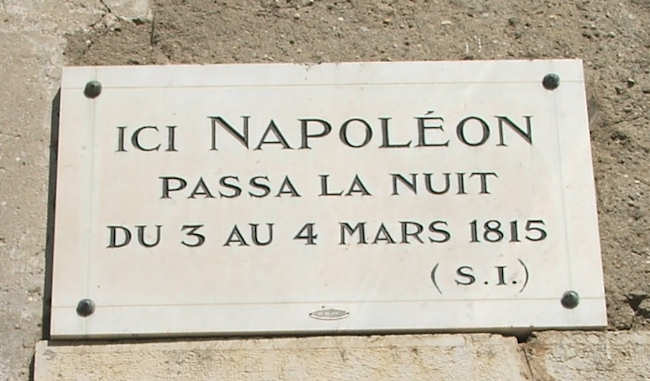 ICI NAPOLÉON
PASSA LA NUIT
DU 3 AU 4 MARS 1815
(S.I.)